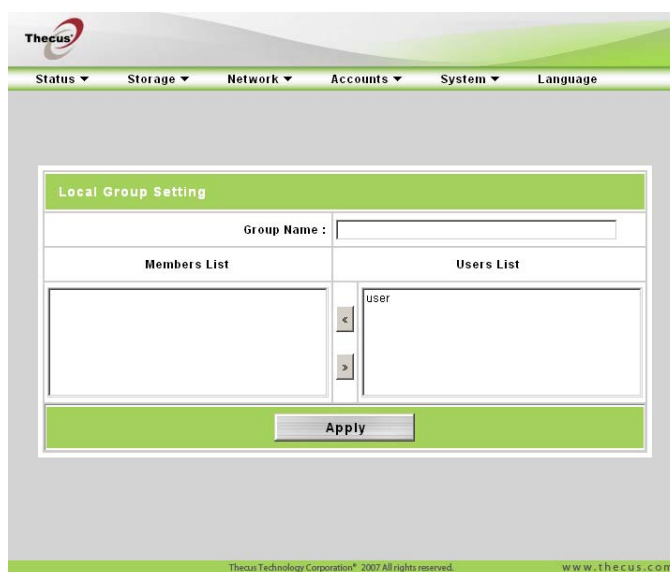 Thecus
Status ▼ Storage ▼ Network ▼ Accounts ▼ System ▼ Language
Local Group Setting
Group Name :
Members List Users List
user
«
»
Apply
Thecus Technology Corporation® 2007 All rights reserved. www.thecus.com